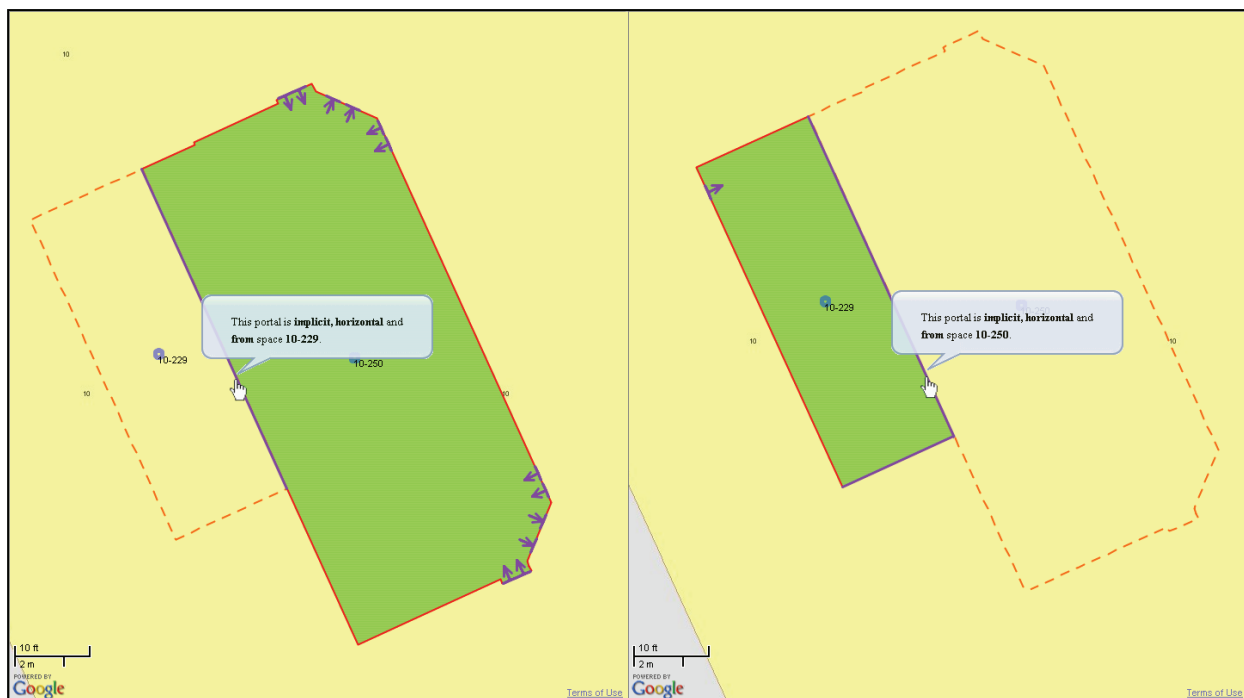 10
This portal is implicit, horizontal and
from space 10-229.
10-229
10-250
10
10
10 ft
2 m
POWERED BY
Google
Terms of Use
This portal is implicit, horizontal and
from space 10-250.
10-229
10
10
10 ft
2 m
POWERED BY
Google
Terms of Use